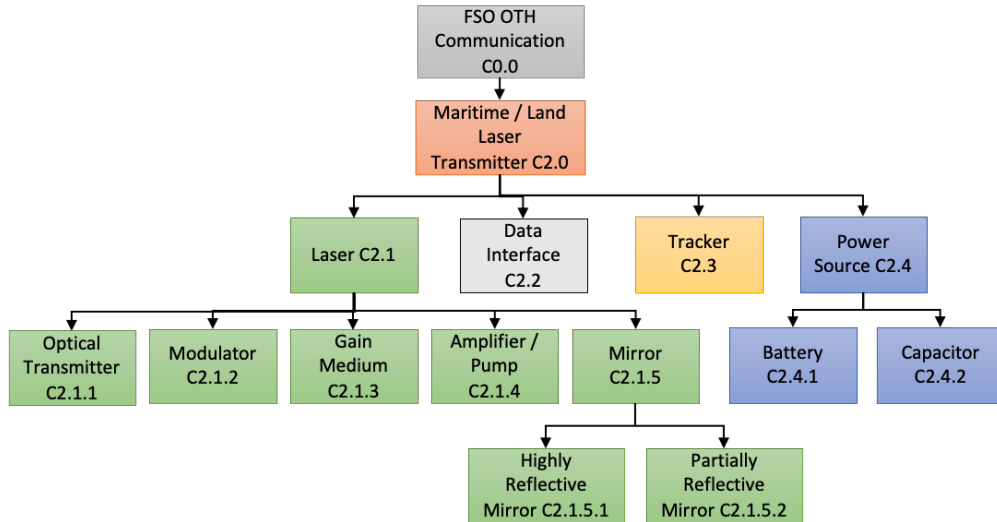 FSO OTH
Communication
C0.0
Maritime / Land
Laser
Transmitter C2.0
Laser C2.1
Data
Interface
C2.2
Tracker
C2.3
Power
Source C2.4
Optical
Transmitter
C2.1.1
Modulator
C2.1.2
Gain
Medium
C2.1.3
Amplifier /
Pump
C2.1.4
Mirror
C2.1.5
Battery
C2.4.1
Capacitor
C2.4.2
Highly
Reflective
Mirror C2.1.5.1
Partially
Reflective
Mirror C2.1.5.2